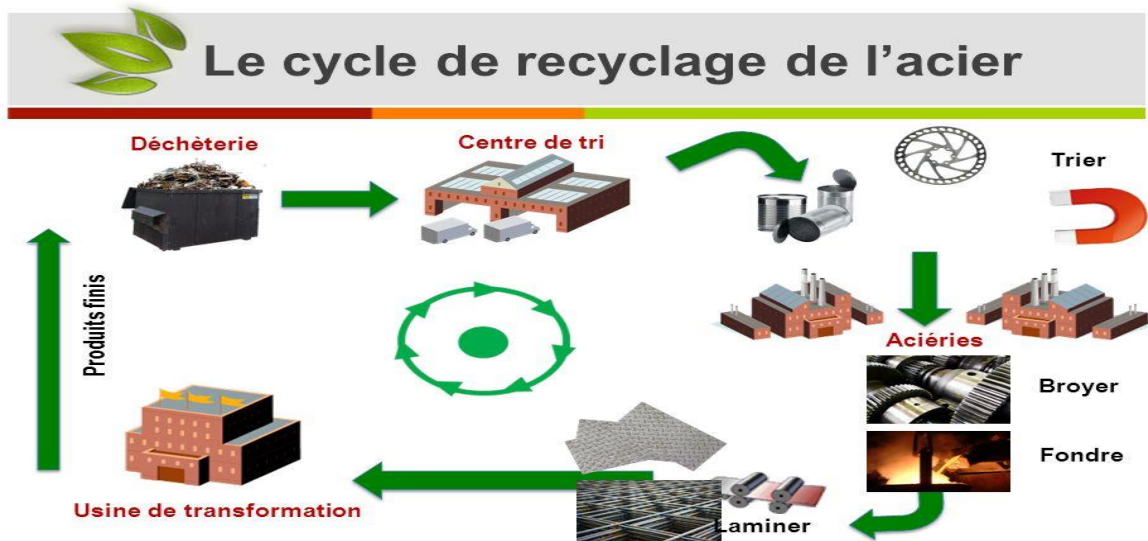 Le cycle de recyclage de l'acier
Déchèterie
Centre de tri
Trier
Produits finis
Aciéries
Broyer
Fondre
Usine de transformation
Laminer